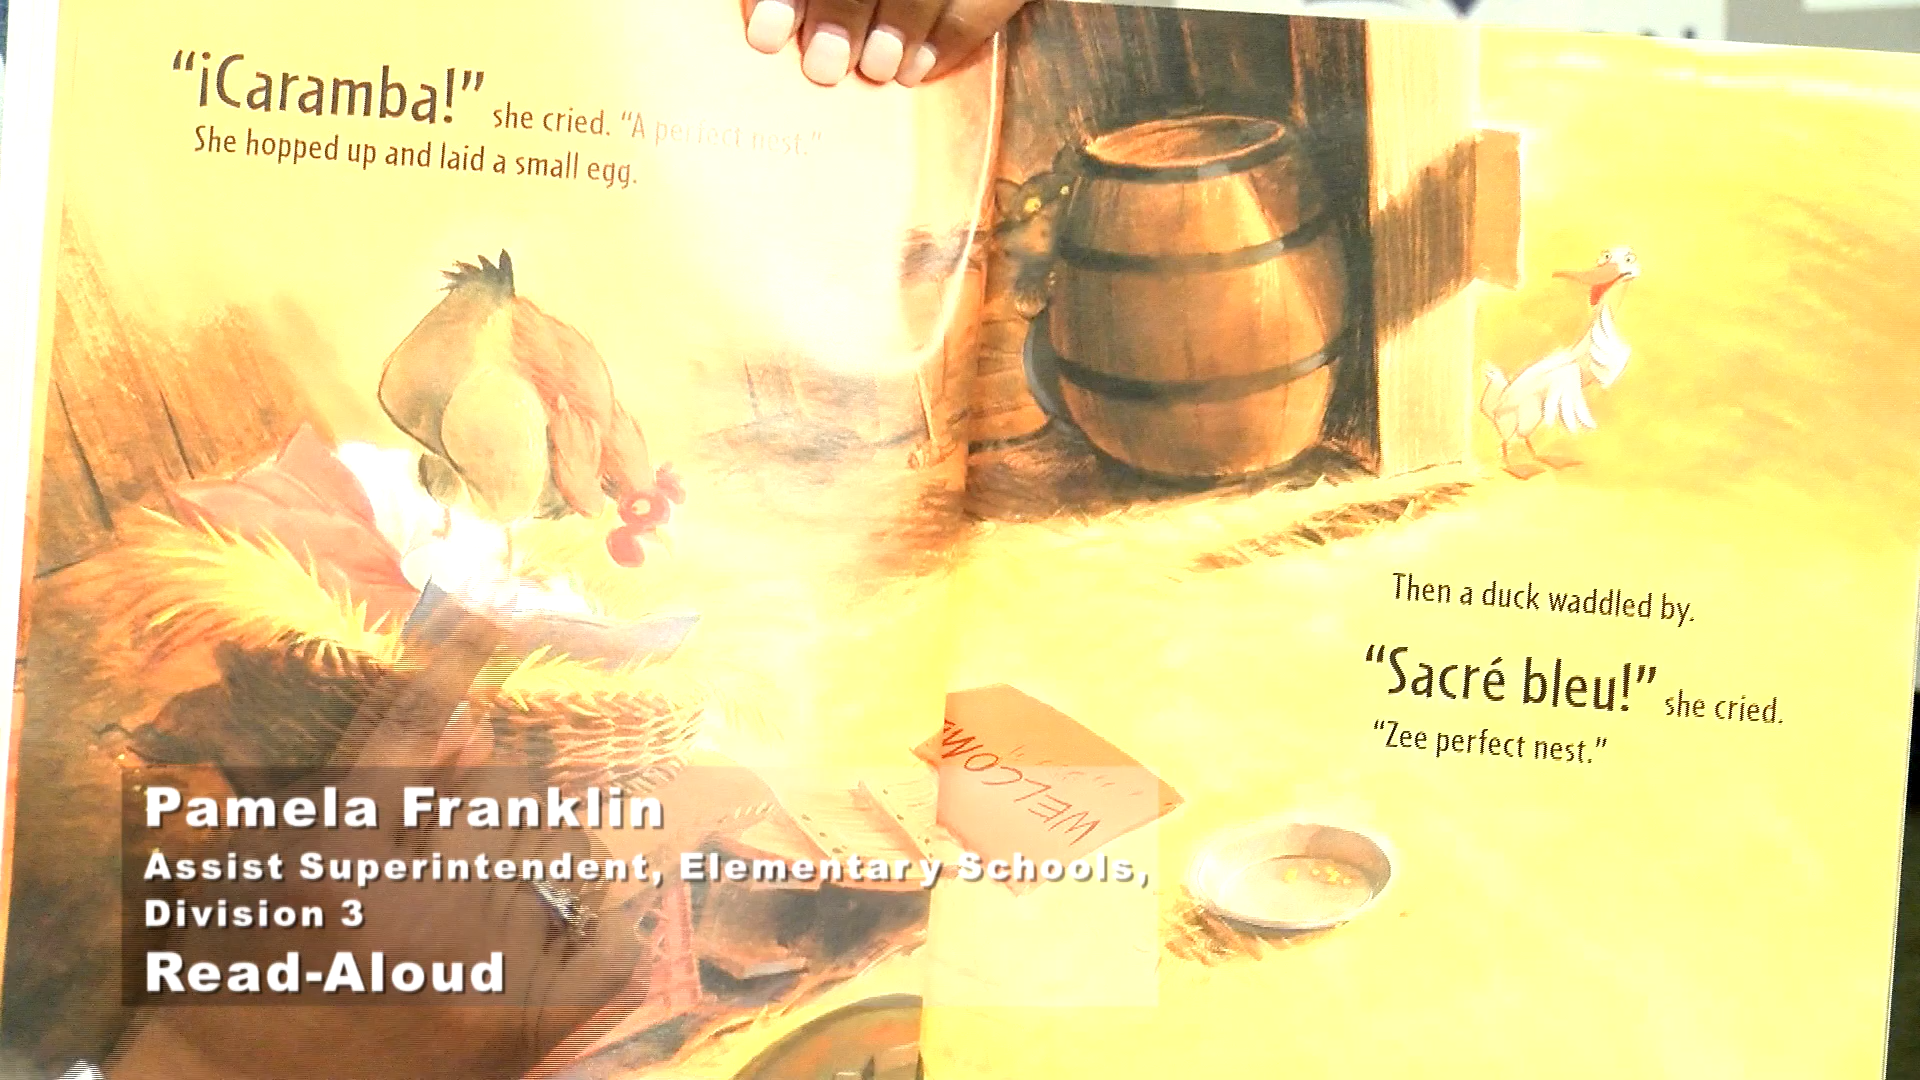 “¡Caramba!” she cried. “A perfect nest.”
She hopped up and laid a small egg.
Then a duck waddled by.
“Sacré bleu!” she cried.
“Zee perfect nest.”
WELCOME
Pamela Franklin
Assist Superintendent, Elementary Schools,
Division 3
Read-Aloud